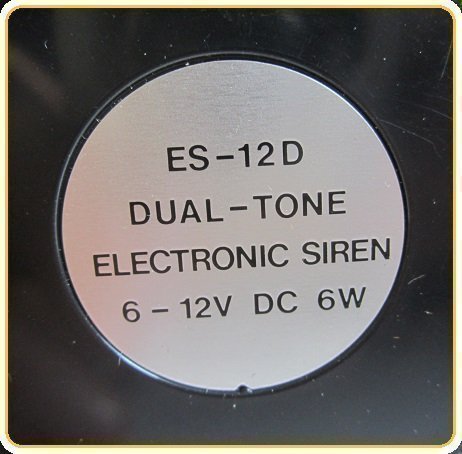 ES-12D
DUAL-TONE
ELECTRONIC SIREN
6-12V DC 6W